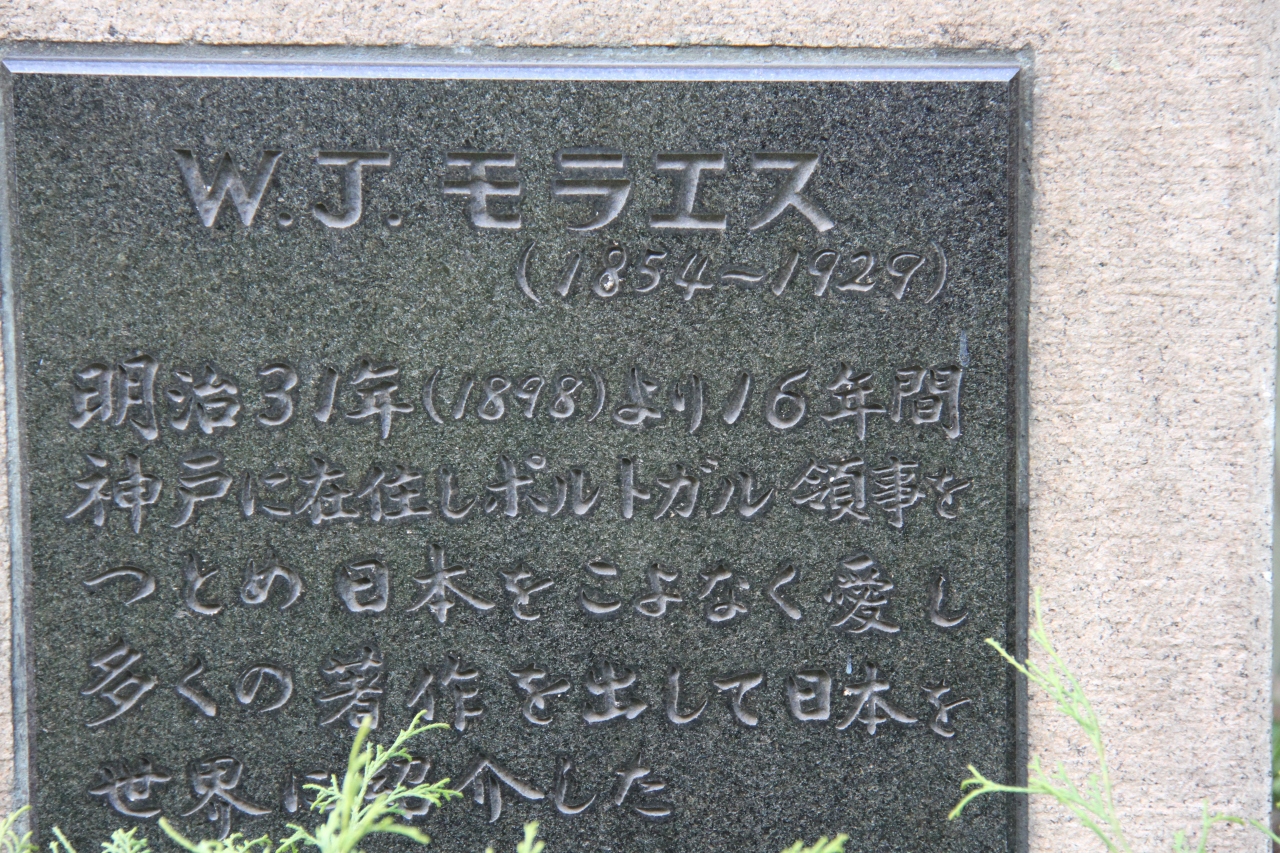 W.J.モラエス
(1854〜1929)
明治31年(1898)より16年間
神戸に在住しポルトガル領事を
つとめ日本をこよなく愛し
多くの著作を出して日本を
世界に紹介した